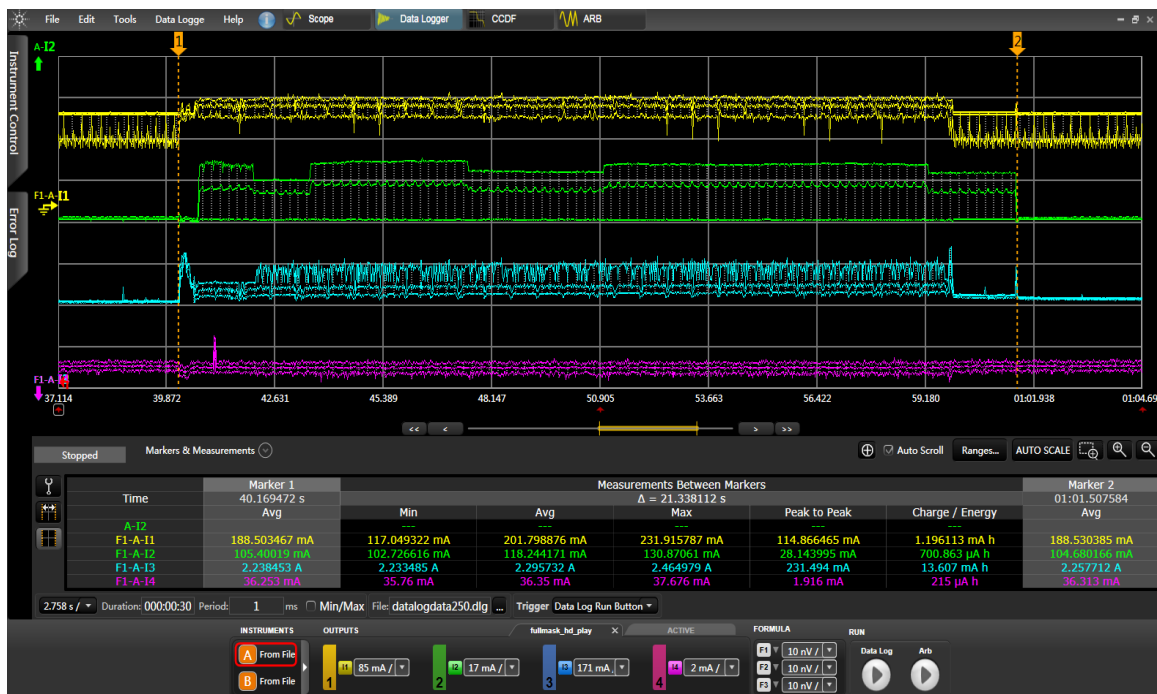 File Edit Tools Data Logge Help Scope Data Logger CCDF ARB
Instrument Control
Error Log
A-I2
1 2
F1-A-I1
F1-A-
37.114 39.872 42.631 45.389 48.147 50.905 53.663 56.422 59.180 01:01.938 01:04.69
<< < > >>
Stopped Markers & Measurements Auto Scroll Ranges... AUTO SCALE
Marker 1 Measurements Between Markers Marker 2
Time 40.169472 s Δ = 21.338112 s 01:01.507584
Avg Min Avg Max Peak to Peak Charge / Energy Avg
A-I2 --- --- --- --- ---
F1-A-I1 188.503467 mA 117.049322 mA 201.798876 mA 231.915787 mA 114.866465 mA 1.196113 mA h 188.530385 mA
F1-A-I2 105.40019 mA 102.726616 mA 118.244171 mA 130.87061 mA 28.143995 mA 700.863 µA h 104.680166 mA
F1-A-I3 2.238453 A 2.233485 A 2.295732 A 2.464979 A 231.494 mA 13.607 mA h 2.257712 A
F1-A-I4 36.253 mA 35.76 mA 36.35 mA 37.676 mA 1.916 mA 215 µA h 36.313 mA
2.758 s / Duration: 000:00:30 Period: 1 ms Min/Max File: datalogdata250.dlg ... Trigger Data Log Run Button
INSTRUMENTS OUTPUTS fullmask_hd_play X ACTIVE FORMULA RUN
A From File 1 I1 85 mA / 2 I2 17 mA / 3 I3 171 mA 4 I4 2 mA / F1 10 nV / Data Log Arb
F2 10 nV /
B From File F3 10 nV /